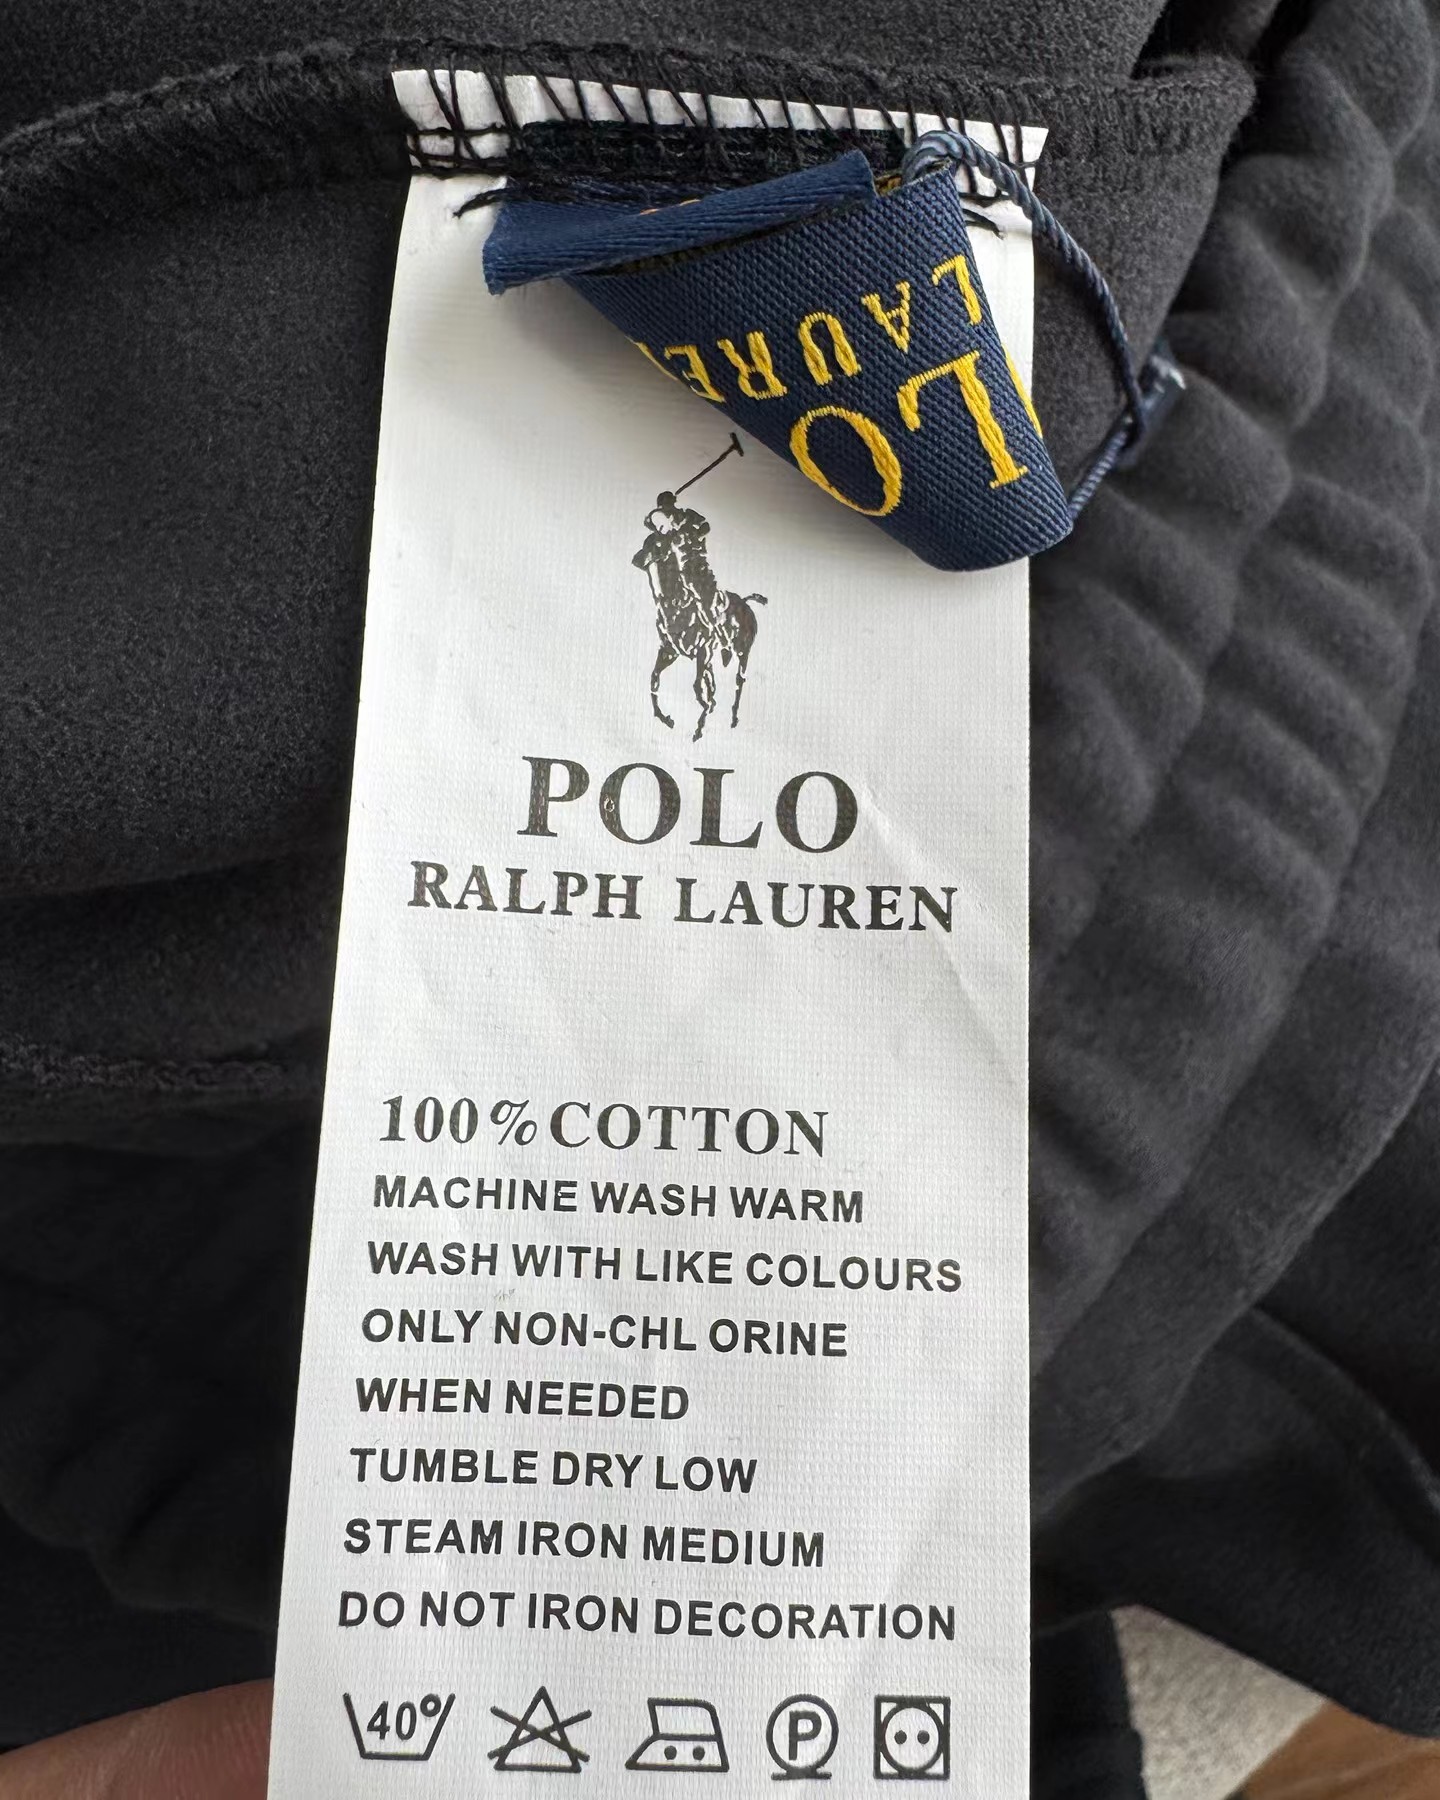 LAURE
LO
POLO
RALPH LAUREN
100% COTTON
MACHINE WASH WARM
WASH WITH LIKE COLOURS
ONLY NON-CHL ORINE
WHEN NEEDED
TUMBLE DRY LOW
STEAM IRON MEDIUM
DO NOT IRON DECORATION
40° P